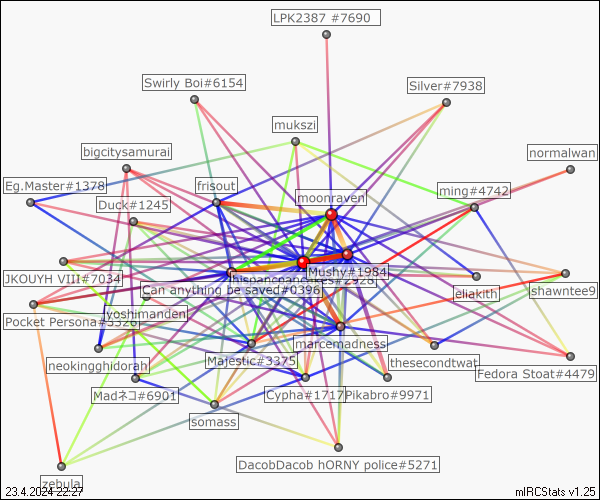 LPK2387 #7690
Swirly Boi#6154
Silver#7938
mukszi
bigcitysamurai
normalwan
Eg.Master#1378
frisout
ming#4742
moonraven
Duck#1245
JKOUYH VIII#7034
Mushy#1984
Can anything be saved#0396
eliakith
shawntee9
Pocket Persona#5526
yoshimanden
marcemadness
neokingghidorah
Majestic#3375
thesecondtwat
Fedora Stoat#4479
Madネコ#6901
Cypha#1717
Pikabro#9971
somass
DacobDacob hORNY police#5271
zebula
23.4.2024 22:27
mIRCStats v1.25